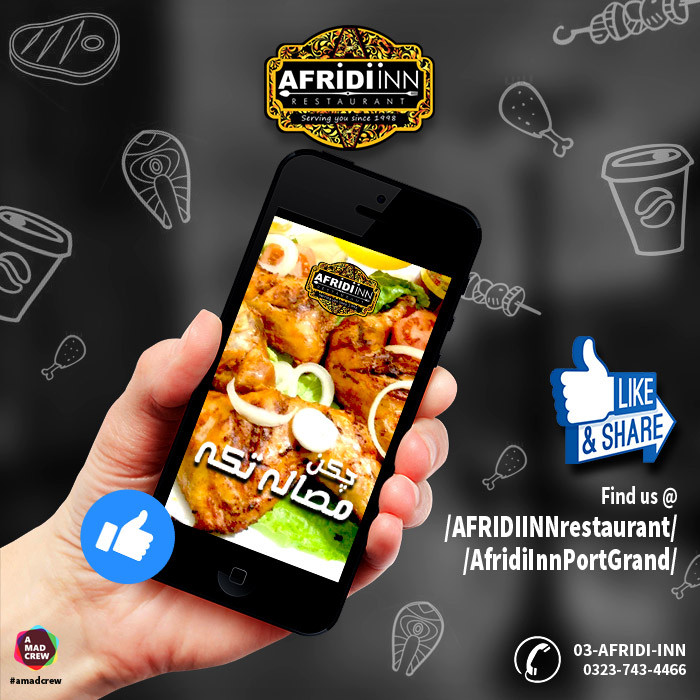 AFRIDI INN
RESTAURANT
Serving you since 1998
AFRIDI INN
چکن
مصالہ تکہ
LIKE
& SHARE
Find us @
/AFRIDIINNrestaurant/
/AfridiInnPortGrand/
A
MAD
CREW
#amadcrew
03-AFRIDI-INN
0323-743-4466